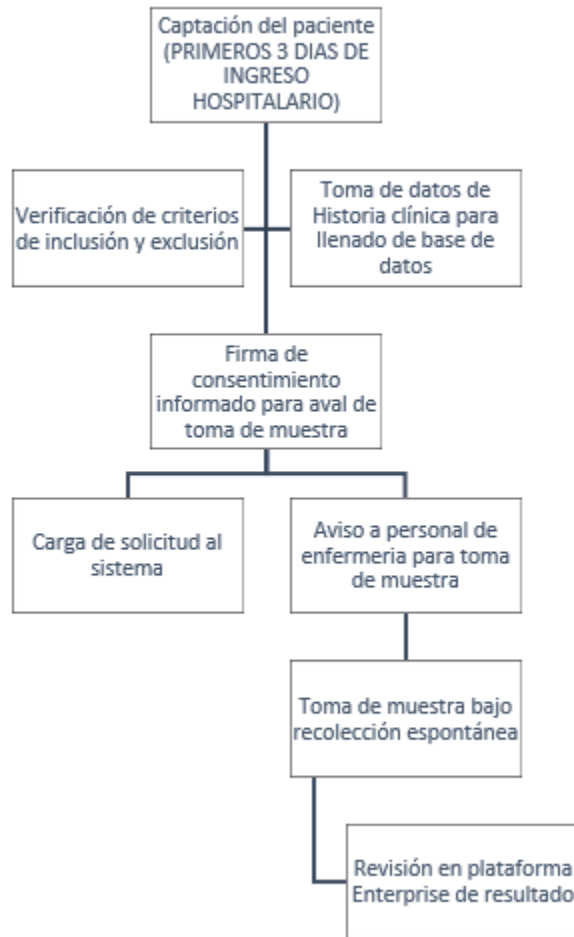 Captación del paciente
(PRIMEROS 3 DIAS DE
INGRESO
HOSPITALARIO)
Verificación de criterios
de inclusión y exclusión
Toma de datos de
Historia clínica para
llenado de base de
datos
Firma de
consentimiento
informado para aval de
toma de muestra
Carga de solicitud al
sistema
Aviso a personal de
enfermeria para toma
de muestra
Toma de muestra bajo
recolección espontánea
Revisión en plataforma
Enterprise de resultado